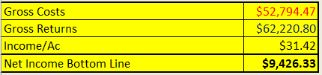 Gross Costs $52,794.47
Gross Returns $62,220.80
Income/Ac $31.42
Net Income Bottom Line $9,426.33